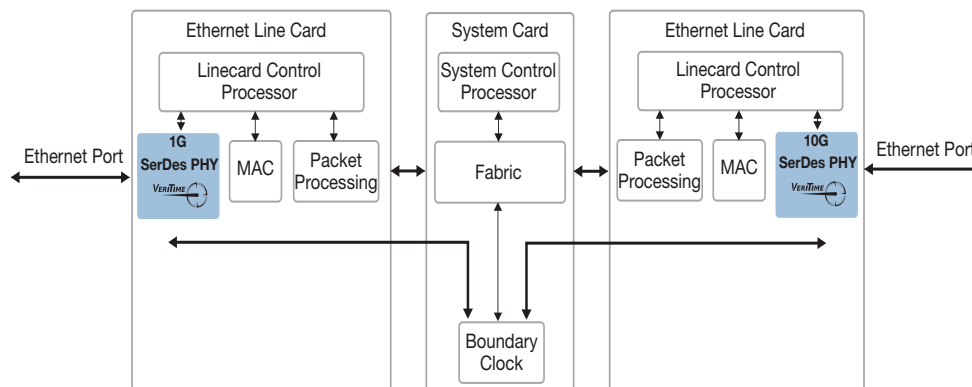 Ethernet Line Card
Linecard Control
Processor
1G
SerDes PHY
VERITIME
MAC
Packet
Processing
Ethernet Port
System Card
System Control
Processor
Fabric
Boundary
Clock
Ethernet Line Card
Linecard Control
Processor
Packet
Processing
MAC
10G
SerDes PHY
VERITIME
Ethernet Port